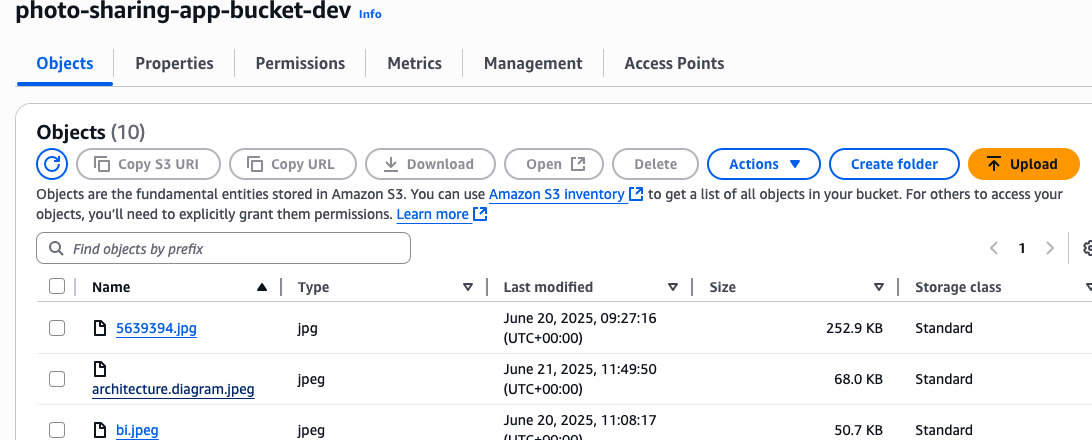 photo-sharing-app-bucket-dev Info
Objects Properties Permissions Metrics Management Access Points
Objects (10)
Copy S3 URI Copy URL Download Open Delete Actions Create folder Upload
Objects are the fundamental entities stored in Amazon S3. You can use Amazon S3 inventory to get a list of all objects in your bucket. For others to access your
objects, you'll need to explicitly grant them permissions. Learn more
Find objects by prefix 1
Name Type Last modified Size Storage class
5639394.jpg jpg June 20, 2025, 09:27:16 (UTC+00:00) 252.9 KB Standard
architecture.diagram.jpeg jpeg June 21, 2025, 11:49:50 (UTC+00:00) 68.0 KB Standard
bi.jpeg jpeg June 20, 2025, 11:08:17 (UTC+00:00) 50.7 KB Standard